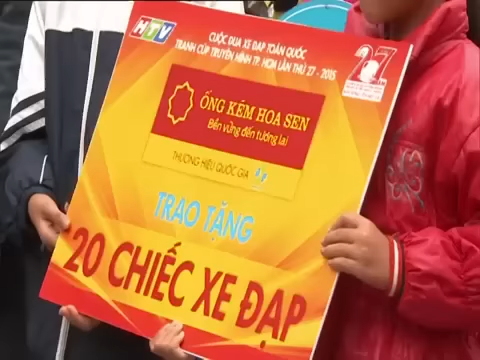 HTV
CUỘC ĐUA XE ĐẠP TOÀN QUỐC
TRANH CÚP TRUYỀN HÌNH TP. HCM LẦN THỨ 27 - 2015
27
ỐNG KẼM HOA SEN
Bền vững đến tương lai
THƯƠNG HIỆU QUỐC GIA
TRAO TẶNG
20 CHIẾC XE ĐẠP